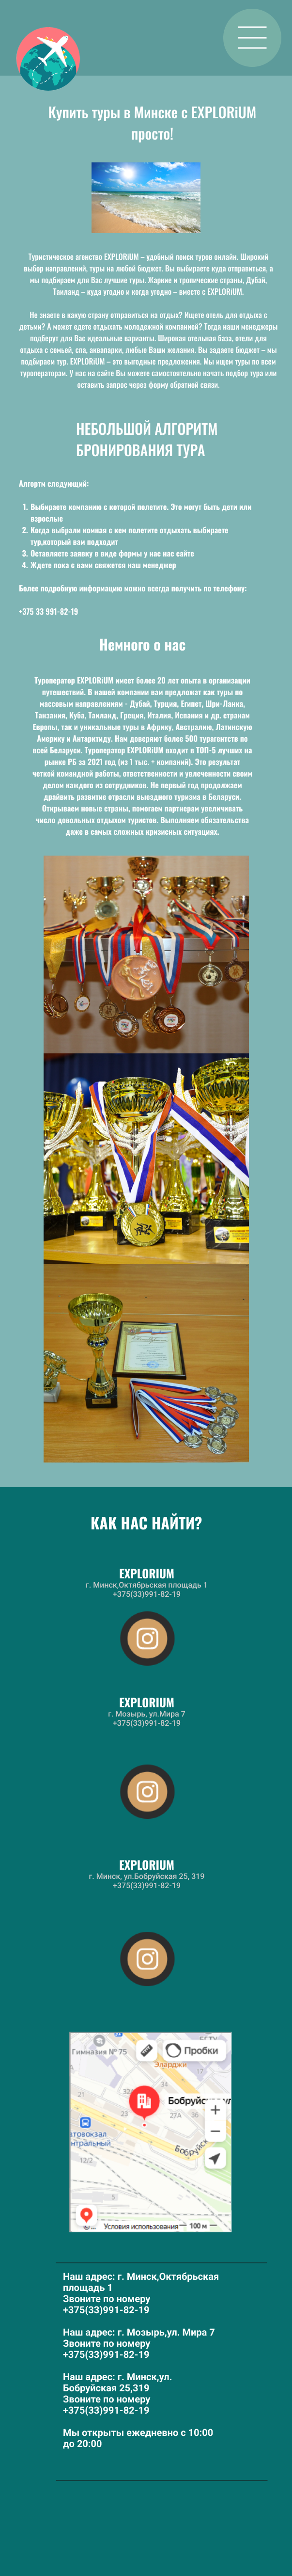 Купить туры в Минске с EXPLORiUM
просто!
Туристическое агенство EXPLORiUM – удобный поиск туров онлайн. Широкий
выбор направлений, туры на любой бюджет. Вы выбираете куда отправиться, а
мы подбираем для Вас лучшие туры. Жаркие и тропические страны, Дубай,
Таиланд – куда угодно и когда угодно – вместе с EXPLORiUM.
Не знаете в какую страну отправиться на отдых? Ищете отель для отдыха с
детьми? А может едете отдыхать молодежной компанией? Тогда наши менеджеры
подберут для Вас идеальные варианты. Широкая отельная база, отели для
отдыха с семьей, спа, аквапарки, любые Ваши желания. Вы задаете бюджет – мы
подбираем тур. EXPLORiUM – это выгодные предложения. Мы ищем туры по всем
туроператорам. У нас на сайте Вы можете самостоятельно начать подбор тура или
оставить запрос через форму обратной связи.
НЕБОЛЬШОЙ АЛГОРИТМ
БРОНИРОВАНИЯ ТУРА
Алгортм следующий:
1. Выбираете компанию с которой полетите. Это могут быть дети или
взрослые
2. Когда выбрали компая с кем полетите отдыхать выбираете
тур,который вам подходит
3. Оставляете заявку в виде формы у нас нас сайте
4. Ждете пока с вами свяжется наш менеджер
Более подробную информацию можно всегда получить по телефону:
+375 33 991-82-19
Немного о нас
Туроператор EXPLORiUM имеет более 20 лет опыта в организации
путешествий. В нашей компании вам предложат как туры по
массовым направлениям - Дубай, Турция, Египет, Шри-Ланка,
Танзания, Куба, Таиланд, Греция, Италия, Испания и др. странам
Европы, так и уникальные туры в Африку, Австралию, Латинскую
Америку и Антарктиду. Нам доверяют более 500 турагентств по
всей Беларуси. Туроператор EXPLORiUM входит в ТОП-5 лучших на
рынке РБ за 2021 год (из 1 тыс. + компаний). Это результат
четкой командной работы, ответственности и увлеченности своим
делом каждого из сотрудников. Не первый год продолжаем
драйвить развитие отрасли выездного туризма в Беларуси.
Открываем новые страны, помогаем партнерам увеличивать
число довольных отдыхом туристов. Выполняем обязательства
даже в самых сложных кризисных ситуациях.
КАК НАС НАЙТИ?
EXPLORIUM
г. Минск,Октябрьская площадь 1
+375(33)991-82-19
EXPLORIUM
г. Мозырь, ул.Мира 7
+375(33)991-82-19
EXPLORIUM
г. Минск, ул.Бобруйская 25, 319
+375(33)991-82-19
Гимназия № 75
Пробки
Эларджи
23
27А
12/2
5
Условия использования
100 м
Наш адрес: г. Минск,Октябрьская
площадь 1
Звоните по номеру
+375(33)991-82-19
Наш адрес: г. Мозырь,ул. Мира 7
Звоните по номеру
+375(33)991-82-19
Наш адрес: г. Минск,ул.
Бобруйская 25,319
Звоните по номеру
+375(33)991-82-19
Мы открыты ежедневно с 10:00
до 20:00